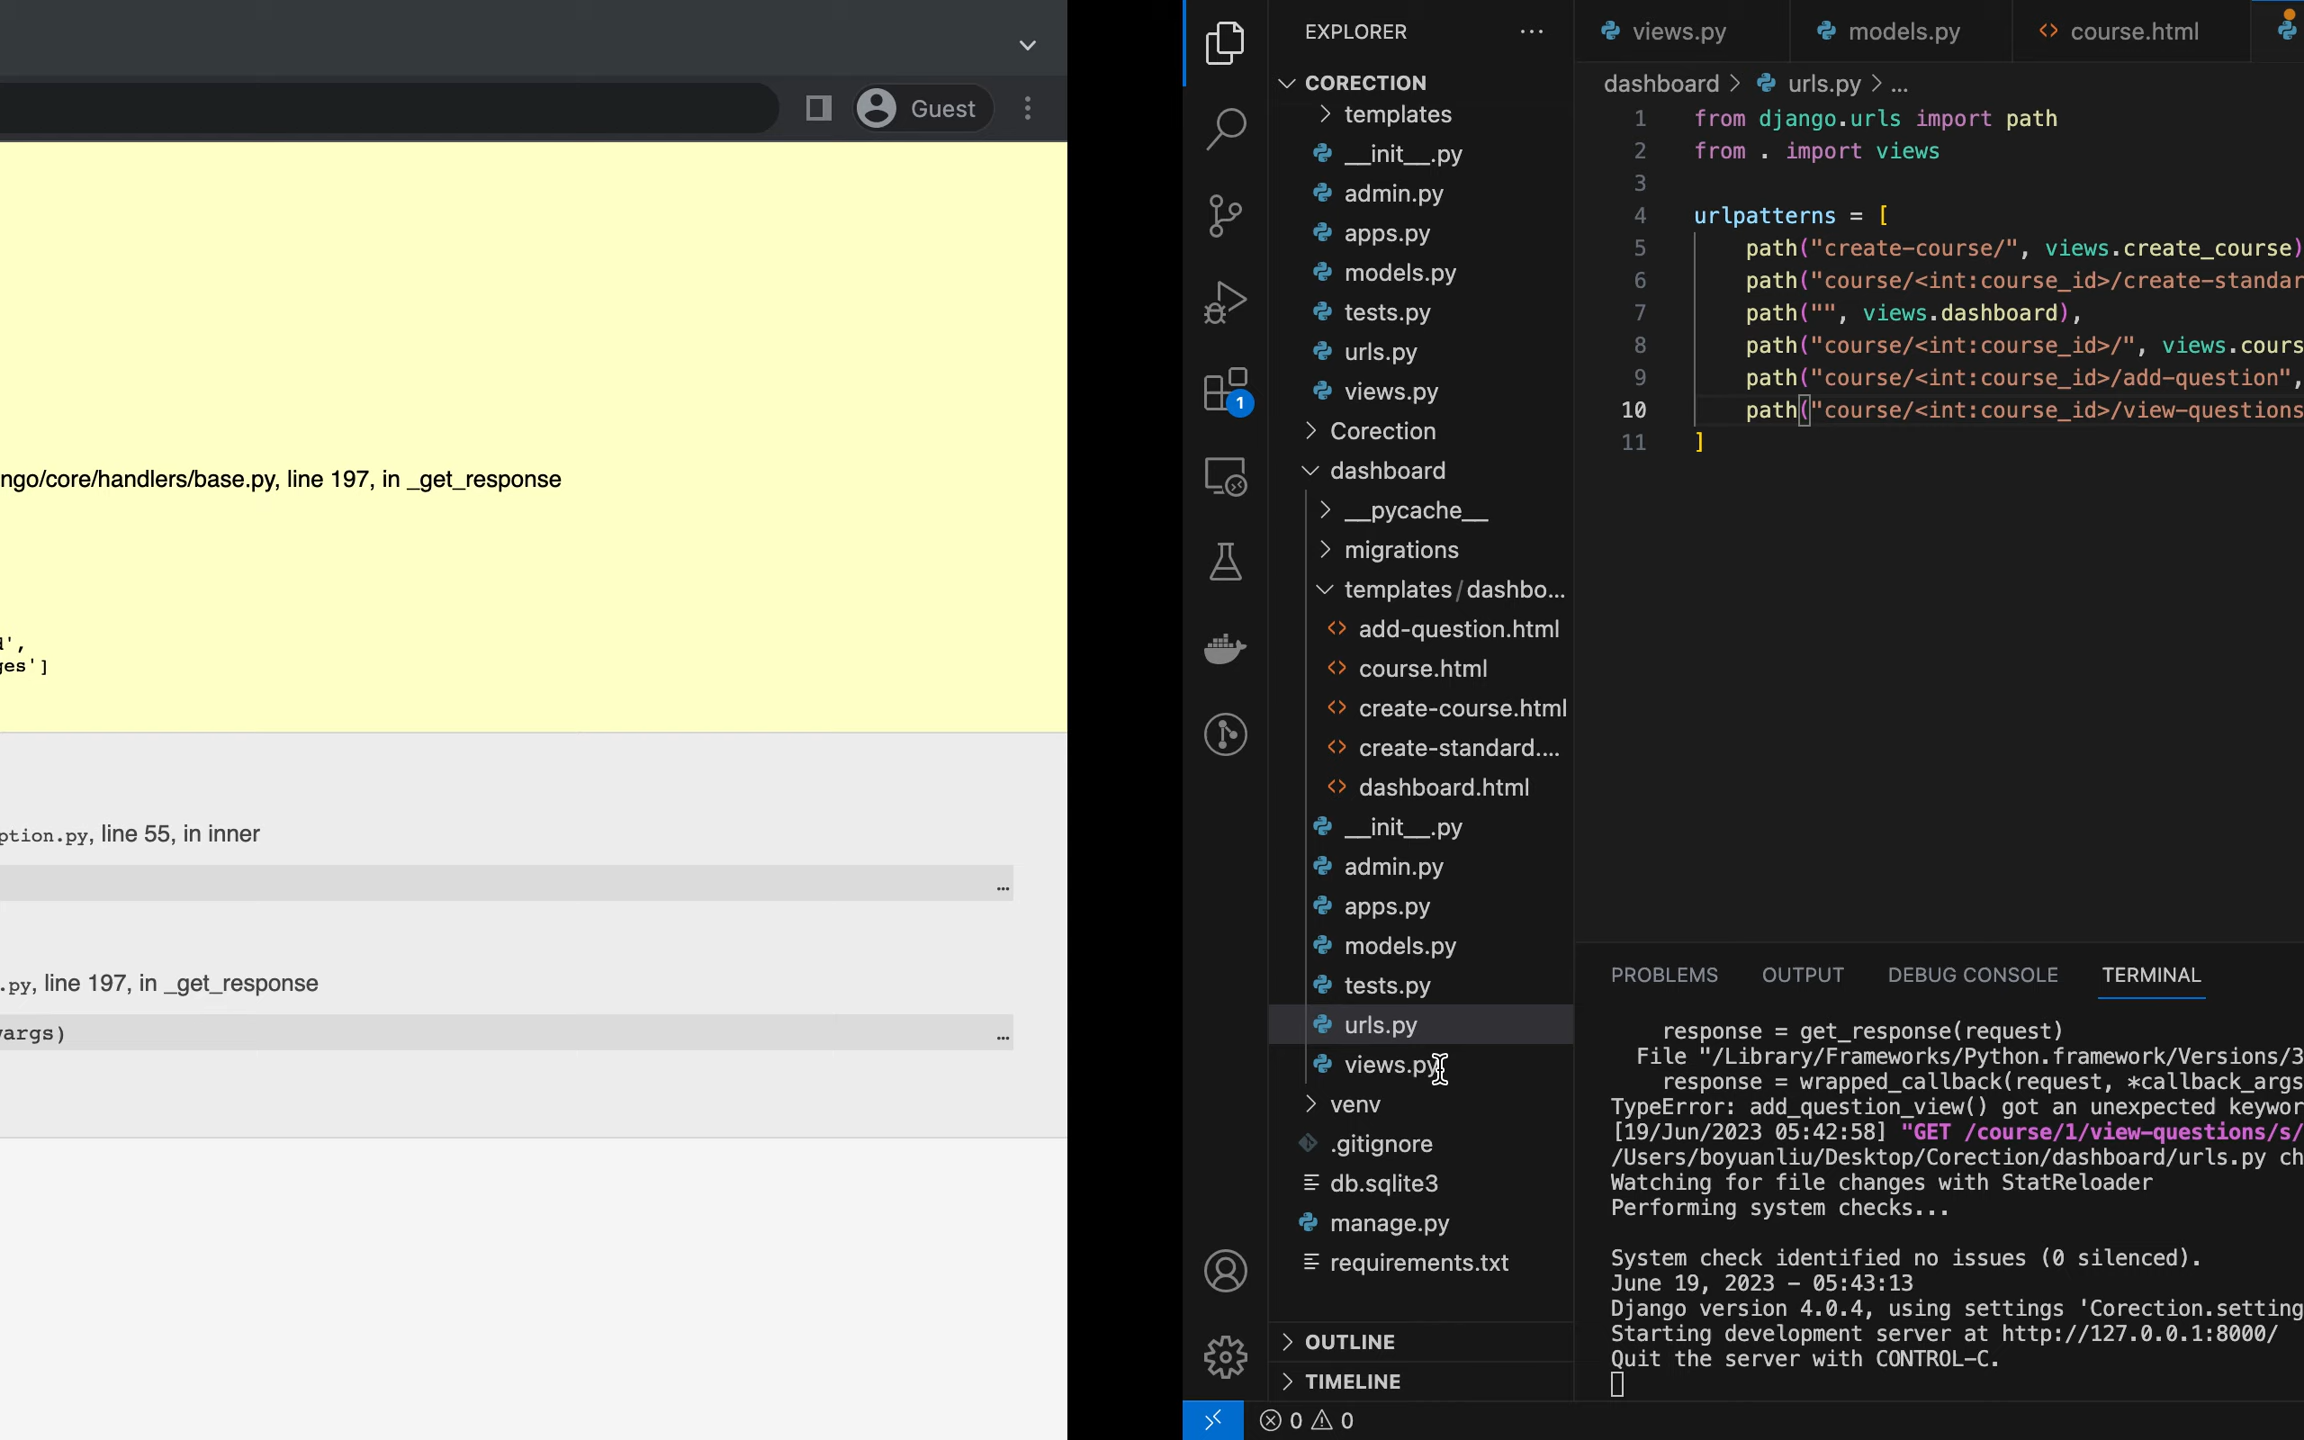 Guest
ngo/core/handlers/base.py, line 197, in _get_response
d',
ges']
ption.py, line 55, in inner
…
.py, line 197, in _get_response
args)
…
EXPLORER
CORECTION
templates
__init__.py
admin.py
apps.py
models.py
tests.py
urls.py
views.py
Corection
dashboard
__pycache__
migrations
templates/dashbo...
add-question.html
course.html
create-course.html
create-standard....
dashboard.html
__init__.py
admin.py
apps.py
models.py
tests.py
urls.py
views.py
venv
.gitignore
db.sqlite3
manage.py
requirements.txt
OUTLINE
TIMELINE
1
0 0
views.py models.py course.html
dashboard > urls.py > ...
1 from django.urls import path
2 from . import views
3
4 urlpatterns = [
5 path("create-course/", views.create_course)
6 path("course/<int:course_id>/create-standar
7 path("", views.dashboard),
8 path("course/<int:course_id>/", views.cours
9 path("course/<int:course_id>/add-question",
10 path("course/<int:course_id>/view-questions
11 ]
PROBLEMS OUTPUT DEBUG CONSOLE TERMINAL
response = get_response(request)
File "/Library/Frameworks/Python.framework/Versions/3
response = wrapped_callback(request, *callback_args
TypeError: add_question_view() got an unexpected keywor
[19/Jun/2023 05:42:58] "GET /course/1/view-questions/s/
/Users/boyuanliu/Desktop/Corection/dashboard/urls.py ch
Watching for file changes with StatReloader
Performing system checks...
System check identified no issues (0 silenced).
June 19, 2023 - 05:43:13
Django version 4.0.4, using settings 'Corection.setting
Starting development server at http://127.0.0.1:8000/
Quit the server with CONTROL-C.